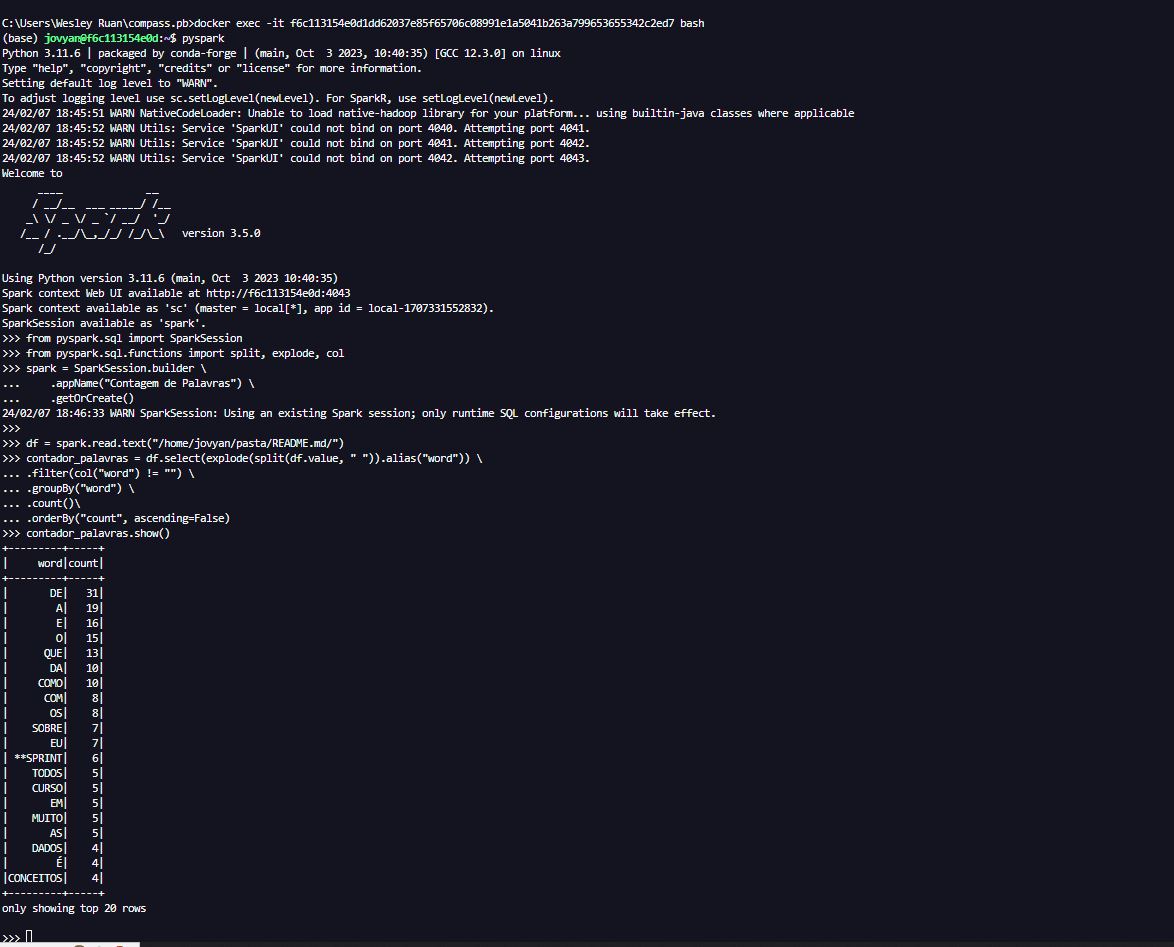 C:\Users\Wesley Ruan\compass.pb>docker exec -it f6c113154e0d1dd62037e85f65706c08991e1a5041b263a799653655342c2ed7 bash
(base) jovyan@f6c113154e0d:~$ pyspark
Python 3.11.6 | packaged by conda-forge | (main, Oct  3 2023, 10:40:35) [GCC 12.3.0] on linux
Type "help", "copyright", "credits" or "license" for more information.
Setting default log level to "WARN".
To adjust logging level use sc.setLogLevel(newLevel). For SparkR, use setLogLevel(newLevel).
24/02/07 18:45:51 WARN NativeCodeLoader: Unable to load native-hadoop library for your platform... using builtin-java classes where applicable
24/02/07 18:45:52 WARN Utils: Service 'SparkUI' could not bind on port 4040. Attempting port 4041.
24/02/07 18:45:52 WARN Utils: Service 'SparkUI' could not bind on port 4041. Attempting port 4042.
24/02/07 18:45:52 WARN Utils: Service 'SparkUI' could not bind on port 4042. Attempting port 4043.
Welcome to
      ____              __
     / __/__  ___ _____/ /__
    _\ \/ _ \/ _ `/ __/  '_/
   /__ / .__/\_,_/_/ /_/\_\   version 3.5.0
      /_/
Using Python version 3.11.6 (main, Oct  3 2023 10:40:35)
Spark context Web UI available at http://f6c113154e0d:4043
Spark context available as 'sc' (master = local[*], app id = local-1707331552832).
SparkSession available as 'spark'.
>>> from pyspark.sql import SparkSession
>>> from pyspark.sql.functions import split, explode, col
>>> spark = SparkSession.builder \
...     .appName("Contagem de Palavras") \
...     .getOrCreate()
24/02/07 18:46:33 WARN SparkSession: Using an existing Spark session; only runtime SQL configurations will take effect.
>>>
>>> df = spark.read.text("/home/jovyan/pasta/README.md/")
>>> contador_palavras = df.select(explode(split(df.value, " ")).alias("word")) \
... .filter(col("word") != "") \
... .groupBy("word") \
... .count()\
... .orderBy("count", ascending=False)
>>> contador_palavras.show()
+---------+-----+
|     word|count|
+---------+-----+
|       DE|   31|
|        A|   19|
|        E|   16|
|        O|   15|
|      QUE|   13|
|       DA|   10|
|     COMO|   10|
|      COM|    8|
|       OS|    8|
|    SOBRE|    7|
|       EU|    7|
| **SPRINT|    6|
|    TODOS|    5|
|    CURSO|    5|
|       EM|    5|
|    MUITO|    5|
|       AS|    5|
|    DADOS|    4|
|        É|    4|
|CONCEITOS|    4|
+---------+-----+
only showing top 20 rows
>>>